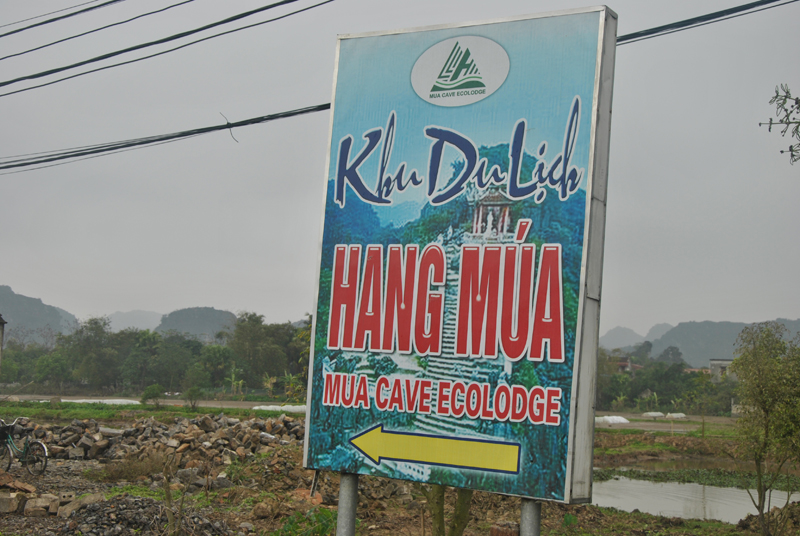 MUA CAVE ECOLODGE
Khu Du Lịch
HANG MÚA
MUA CAVE ECOLODGE